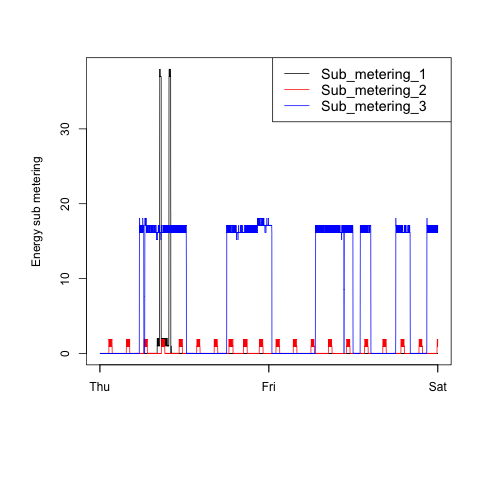 Sub_metering_1
Sub_metering_2
Sub_metering_3
Energy sub metering
30
20
10
0
Thu Fri Sat